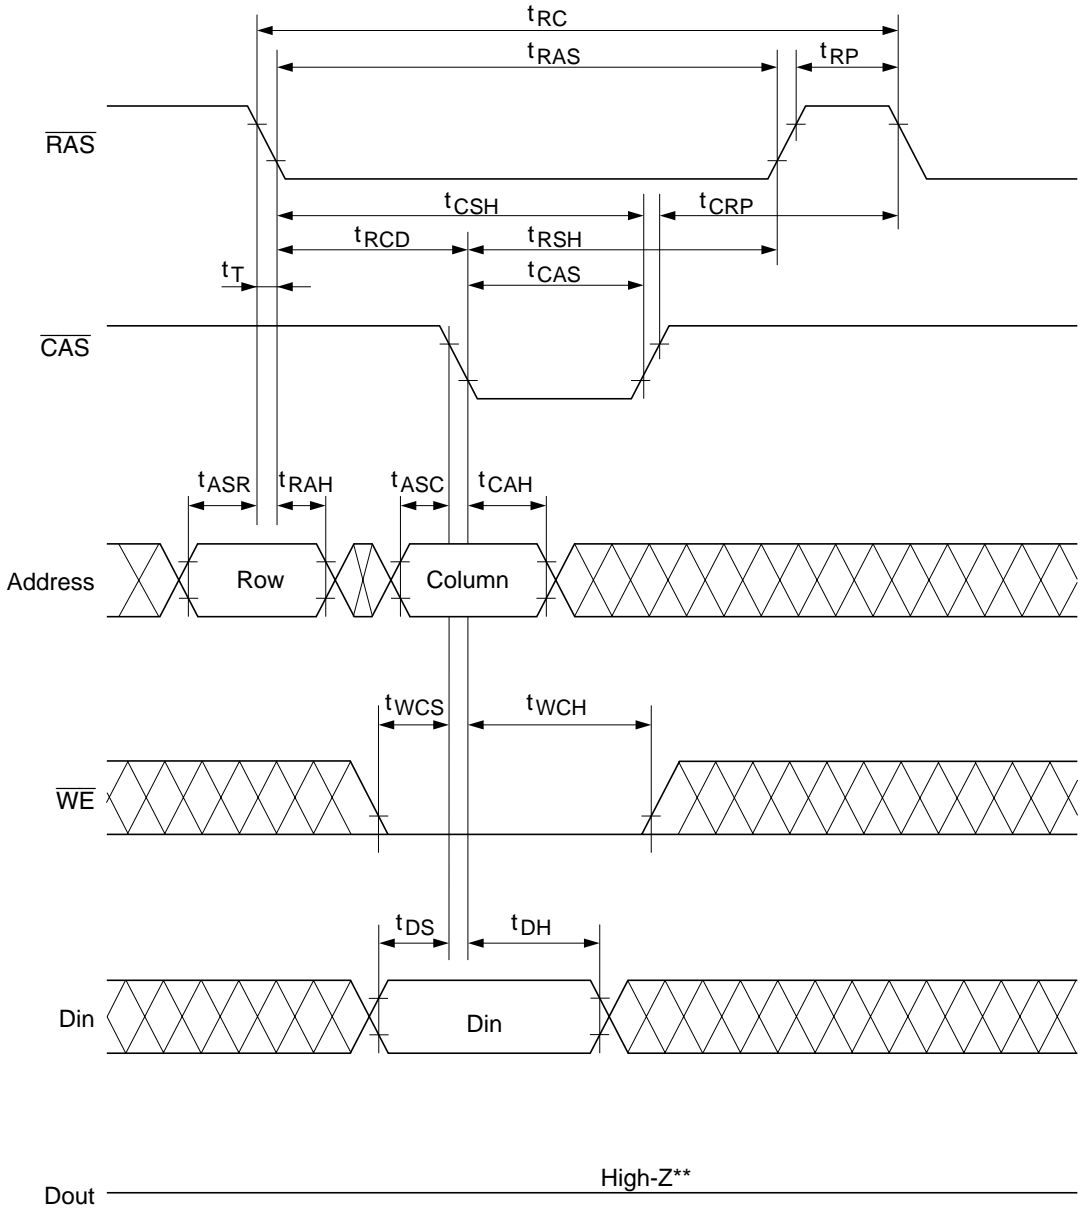 tRC
tRAS
tRP
RAS
tCSH
tCRP
tRCD
tRSH
tT
tCAS
CAS
tASR
tRAH
tASC
tCAH
Address
Row
Column
tWCS
tWCH
WE
tDS
tDH
Din
Din
High-Z**
Dout